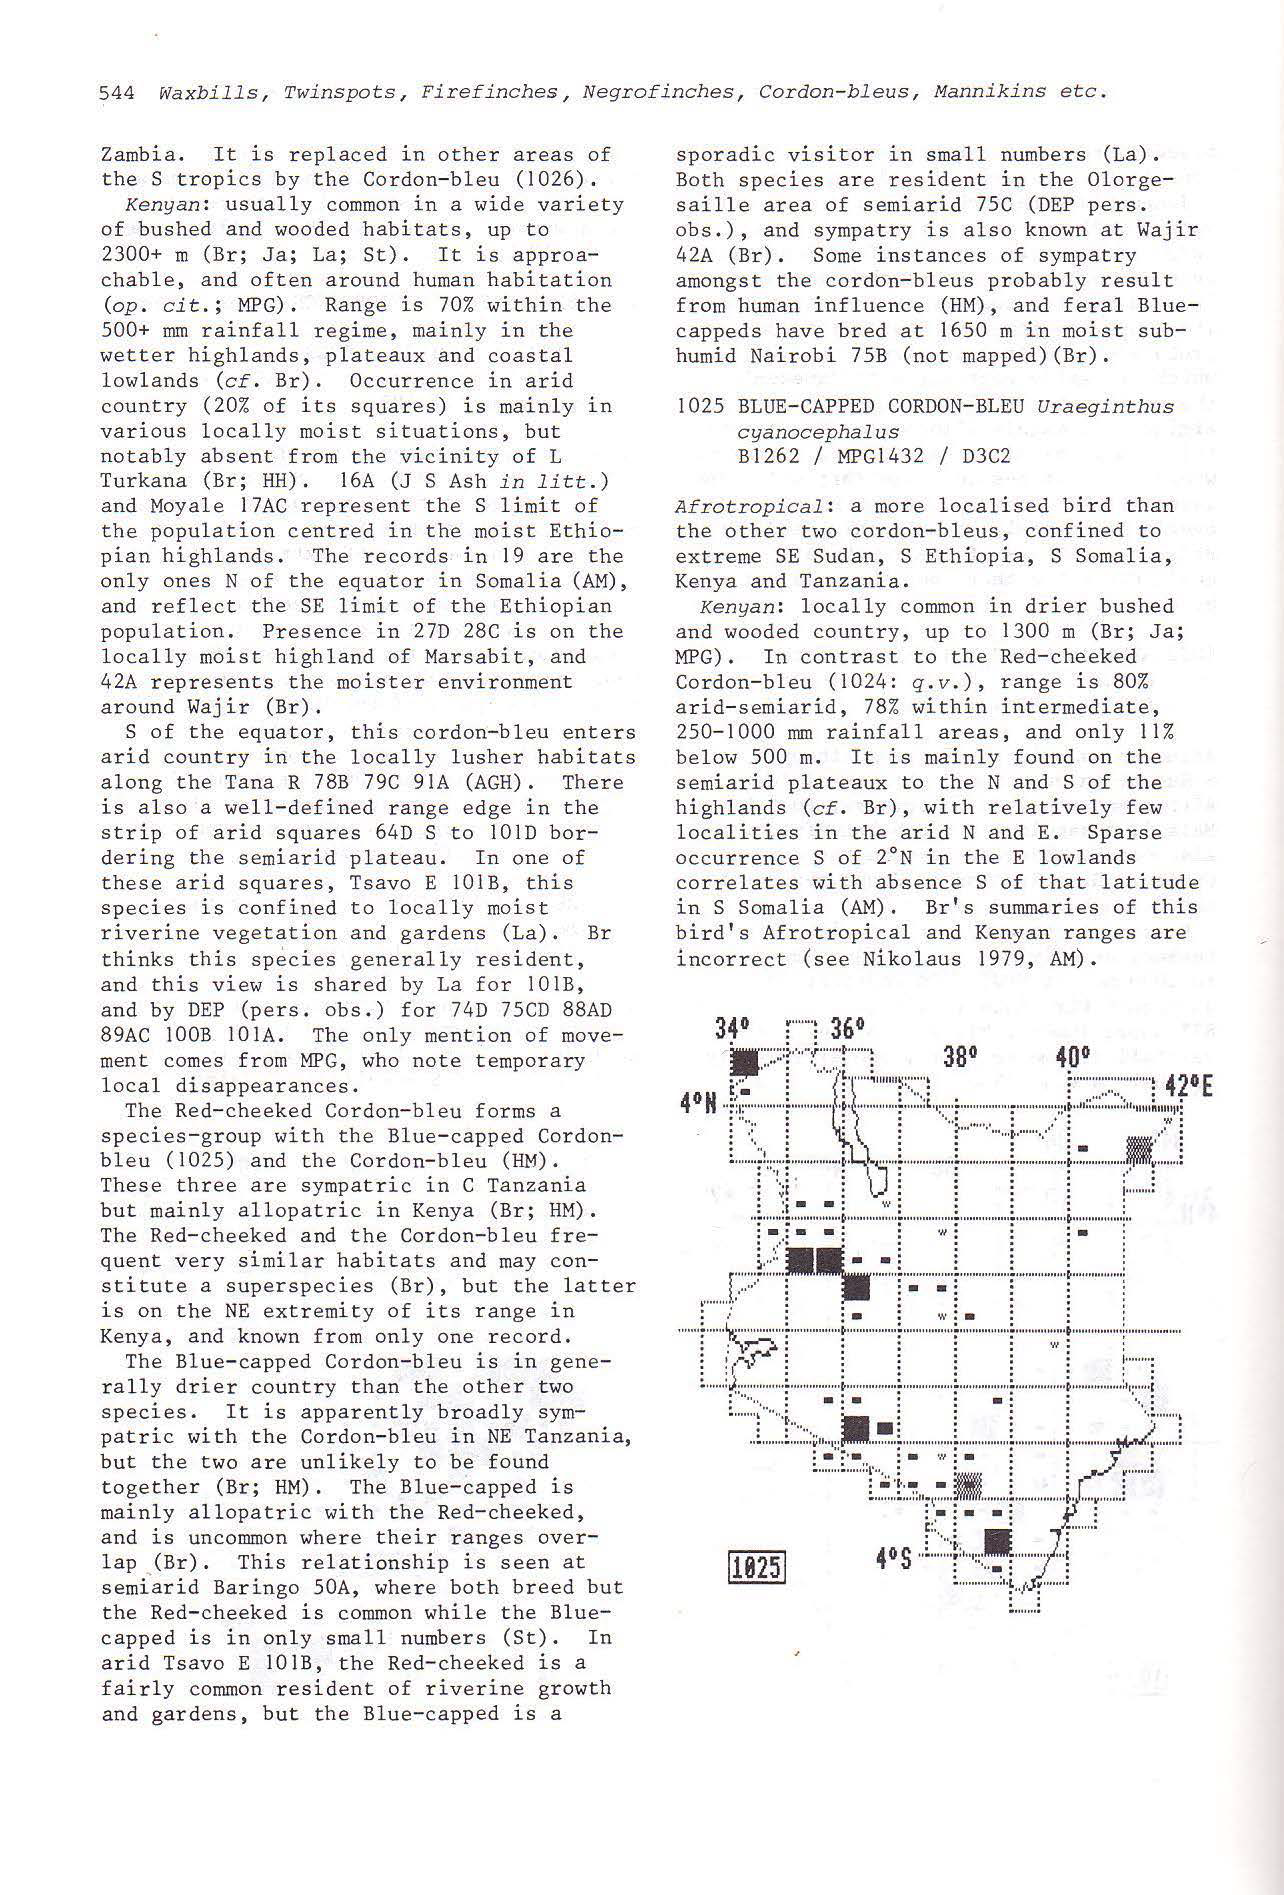 544 Waxbills, Twinspots, Firefinches, Negrofinches, Cordon-bleus, Mannikins etc.
Zambia. It is replaced in other areas of
the S tropics by the Cordon-bleu (1026).
Kenyan: usually common in a wide variety
of bushed and wooded habitats, up to
2300+ m (Br; Ja; La; St). It is approa-
chable, and often around human habitation
(op. cit.; MPG). Range is 70% within the
500+ mm rainfall regime, mainly in the
wetter highlands, plateaux and coastal
lowlands (cf. Br). Occurrence in arid
country (20% of its squares) is mainly in
various locally moist situations, but
notably absent from the vicinity of L
Turkana (Br; HH). 16A (J S Ash in litt.)
and Moyale 17AC represent the S limit of
the population centred in the moist Ethio-
pian highlands. The records in 19 are the
only ones N of the equator in Somalia (AM),
and reflect the SE limit of the Ethiopian
population. Presence in 27D 28C is on the
locally moist highland of Marsabit, and
42A represents the moister environment
around Wajir (Br).
S of the equator, this cordon-bleu enters
arid country in the locally lusher habitats
along the Tana R 78B 79C 91A (AGH). There
is also a well-defined range edge in the
strip of arid squares 64D S to 101D bor-
dering the semiarid plateau. In one of
these arid squares, Tsavo E 101B, this
species is confined to locally moist
riverine vegetation and gardens (La). Br
thinks this species generally resident,
and this view is shared by La for 101B,
and by DEP (pers. obs.) for 74D 75CD 88AD
89AC 100B 101A. The only mention of move-
ment comes from MPG, who note temporary
local disappearances.
The Red-cheeked Cordon-bleu forms a
species-group with the Blue-capped Cordon-
bleu (1025) and the Cordon-bleu (HM).
These three are sympatric in C Tanzania
but mainly allopatric in Kenya (Br; HM).
The Red-cheeked and the Cordon-bleu fre-
quent very similar habitats and may con-
stitute a superspecies (Br), but the latter
is on the NE extremity of its range in
Kenya, and known from only one record.
The Blue-capped Cordon-bleu is in gene-
rally drier country than the other two
species. It is apparently broadly sym-
patric with the Cordon-bleu in NE Tanzania,
but the two are unlikely to be found
together (Br; HM). The Blue-capped is
mainly allopatric with the Red-cheeked,
and is uncommon where their ranges over-
lap (Br). This relationship is seen at
semiarid Baringo 50A, where both breed but
the Red-cheeked is common while the Blue-
capped is in only small numbers (St). In
arid Tsavo E 101B, the Red-cheeked is a
fairly common resident of riverine growth
and gardens, but the Blue-capped is a
sporadic visitor in small numbers (La).
Both species are resident in the Olorge-
saille area of semiarid 75C (DEP pers.
obs.), and sympatry is also known at Wajir
42A (Br). Some instances of sympatry
amongst the cordon-bleus probably result
from human influence (HM), and feral Blue-
cappeds have bred at 1650 m in moist sub-
humid Nairobi 75B (not mapped)(Br).
1025 BLUE-CAPPED CORDON-BLEU Uraeginthus
cyanocephalus
B1262 / MPG1432 / D3C2
Afrotropical: a more localised bird than
the other two cordon-bleus, confined to
extreme SE Sudan, S Ethiopia, S Somalia,
Kenya and Tanzania.
Kenyan: locally common in drier bushed
and wooded country, up to 1300 m (Br; Ja;
MPG). In contrast to the Red-cheeked
Cordon-bleu (1024: q.v.), range is 80%
arid-semiarid, 78% within intermediate,
250-1000 mm rainfall areas, and only 11%
below 500 m. It is mainly found on the
semiarid plateaux to the N and S of the
highlands (cf. Br), with relatively few
localities in the arid N and E. Sparse
occurrence S of 2°N in the E lowlands
correlates with absence S of that latitude
in S Somalia (AM). Br's summaries of this
bird's Afrotropical and Kenyan ranges are
incorrect (see Nikolaus 1979, AM).
34° 36°
38° 40°
42°E
4°N
4°S
1025